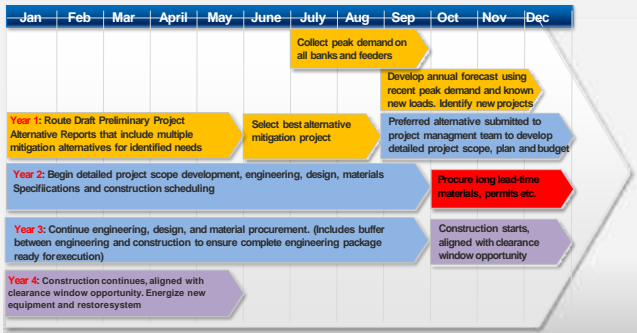 Jan Feb Mar April May June July Aug Sep Oct Nov Dec
Collect peak demand on
all banks and feeders
Develop annual forecast using
recent peak demand and known
new loads. Identify new projects
Year 1: Route Draft Preliminary Project
Alternative Reports that include multiple
mitigation alternatives for identified needs
Select best alternative
mitigation project
Preferred alternative submitted to
project managment team to develop
detailed project scope, plan and budget
Year 2: Begin detailed project scope development, engineering, design, materials
Specifiications and construction scheduling
Procure long lead-time
materials, permits etc.
Year 3: Continue engineering, design, and material procurement. (Includes buffer
between engineering and construction to ensure complete engineering package
ready for execution)
Construction starts,
aligned with clearance
window opportunity
Year 4: Construction continues, aligned with
clearance window opportunity. Energize new
equipment and restore system